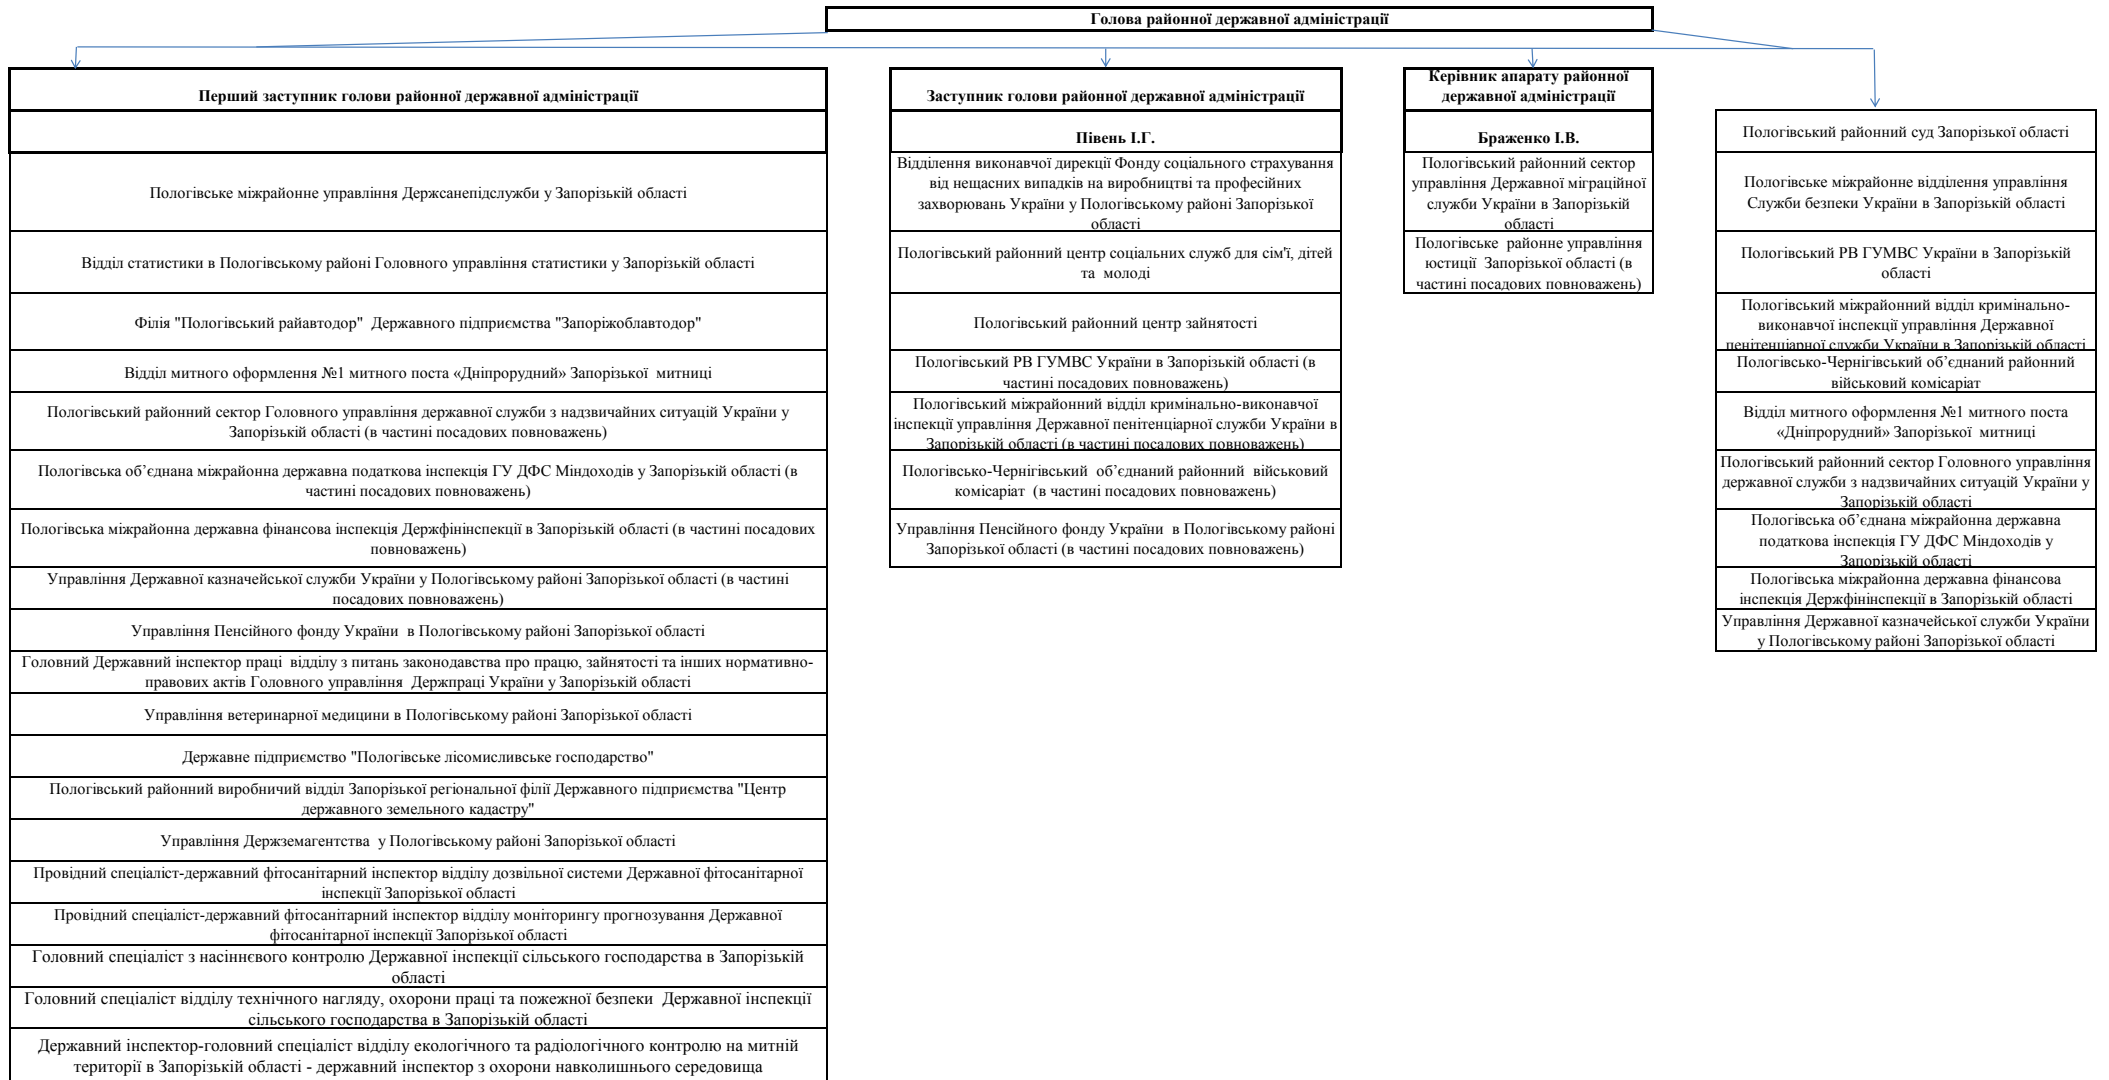 Голова районної державної адміністрації
Перший заступник голови районної державної адміністрації
Пологівське міжрайонне управління Держсанепідслужби у Запорізькій області
Відділ статистики в Пологівському районі Головного управління статистики у Запорізькій області
Філія "Пологівський райавтодор" Державного підприємства "Запоріжоблавтодор"
Відділ митного оформлення №1 митного поста «Дніпрорудний» Запорізької митниці
Пологівський районний сектор Головного управління державної служби з надзвичайних ситуацій України у
Запорізькій області (в частині посадових повноважень)
Пологівська об’єднана міжрайонна державна податкова інспекція ГУ ДФС Міндоходів у Запорізькій області (в
частині посадових повноважень)
Пологівська міжрайонна державна фінансова інспекція Держфінінспекції в Запорізькій області (в частині посадових
повноважень)
Управління Державної казначейської служби України у Пологівському районі Запорізької області (в частині
посадових повноважень)
Управління Пенсійного фонду України в Пологівському районі Запорізької області
Головний Державний інспектор праці відділу з питань законодавства про працю, зайнятості та інших нормативно-
правових актів Головного управління Держпраці України у Запорізькій області
Управління ветеринарної медицини в Пологівському районі Запорізької області
Державне підприємство "Пологівське лісомисливське господарство"
Пологівський районний виробничий відділ Запорізької регіональної філії Державного підприємства "Центр
державного земельного кадастру"
Управління Держземагентства у Пологівському районі Запорізької області
Провідний спеціаліст-державний фітосанітарний інспектор відділу дозвільної системи Державної фітосанітарної
інспекції Запорізької області
Провідний спеціаліст-державний фітосанітарний інспектор відділу моніторингу прогнозування Державної
фітосанітарної інспекції Запорізької області
Головний спеціаліст з насіннєвого контролю Державної інспекції сільського господарства в Запорізькій
області
Головний спеціаліст відділу технічного нагляду, охорони праці та пожежної безпеки Державної інспекції
сільського господарства в Запорізькій області
Державний інспектор-головний спеціаліст відділу екологічного та радіологічного контролю на митній
території в Запорізькій області - державний інспектор з охорони навколишнього середовища
Заступник голови районної державної адміністрації
Півень І.Г.
Відділення виконавчої дирекції Фонду соціального страхування
від нещасних випадків на виробництві та професійних
захворювань України у Пологівському районі Запорізької
області
Пологівський районний центр соціальних служб для сім'ї, дітей
та молоді
Пологівський районний центр зайнятості
Пологівський РВ ГУМВС України в Запорізькій області (в
частині посадових повноважень)
Пологівський міжрайонний відділ кримінально-виконавчої
інспекції управління Державної пенітенціарної служби України в
Запорізькій області (в частині посадових повноважень)
Пологівсько-Чернігівський об’єднаний районний військовий
комісаріат (в частині посадових повноважень)
Управління Пенсійного фонду України в Пологівському районі
Запорізької області (в частині посадових повноважень)
Керівник апарату районної
державної адміністрації
Браженко І.В.
Пологівський районний сектор
управління Державної міграційної
служби України в Запорізькій
області
Пологівське районне управління
юстиції Запорізької області (в
частині посадових повноважень)
Пологівський районний суд Запорізької області
Пологівське міжрайонне відділення управління
Служби безпеки України в Запорізькій області
Пологівський РВ ГУМВС України в Запорізькій
області
Пологівський міжрайонний відділ кримінально-
виконавчої інспекції управління Державної
пенітенціарної служби України в Запорізькій області
Пологівсько-Чернігівський об’єднаний районний
військовий комісаріат
Відділ митного оформлення №1 митного поста
«Дніпрорудний» Запорізької митниці
Пологівський районний сектор Головного управління
державної служби з надзвичайних ситуацій України у
Запорізькій області
Пологівська об’єднана міжрайонна державна
податкова інспекція ГУ ДФС Міндоходів у
Запорізькій області
Пологівська міжрайонна державна фінансова
інспекція Держфінінспекції в Запорізькій області
Управління Державної казначейської служби України
у Пологівському районі Запорізької області